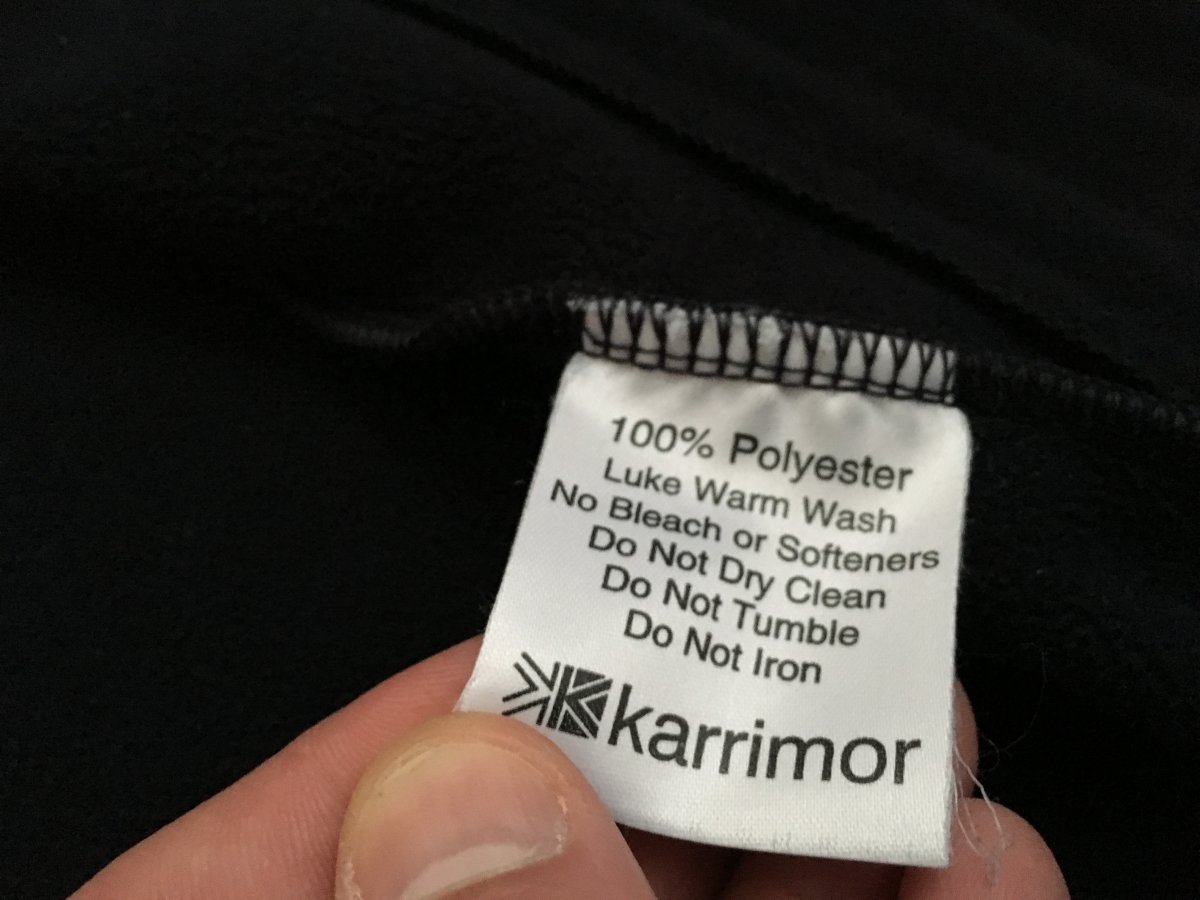 100% Polyester
Luke Warm Wash
No Bleach or Softeners
Do Not Dry Clean
Do Not Tumble
Do Not Iron
karrimor